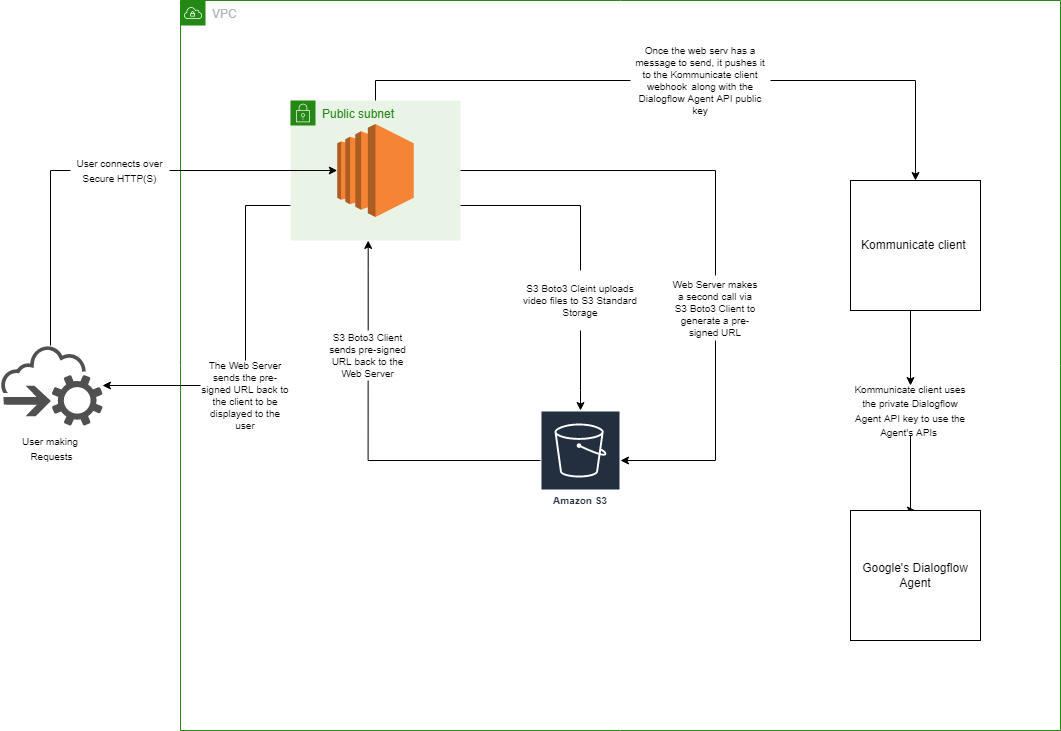 VPC
Once the web serv has a
message to send, it pushes it
to the Kommunicate client
webhook along with the
Dialogflow Agent API public
key
Public subnet
User connects over
Secure HTTP(S)
Kommunicate client
S3 Boto3 Cleint uploads
video files to S3 Standard
Storage
Web Server makes
a second call via
S3 Boto3 Client to
generate a pre-
signed URL
S3 Boto3 Client
sends pre-signed
URL back to the
Web Server
The Web Server
sends the pre-
signed URL back to
the client to be
displayed to the
user
Kommunicate client uses
the private Dialogflow
Agent API key to use the
Agent's APIs
User making
Requests
Amazon S3
Google's Dialogflow
Agent